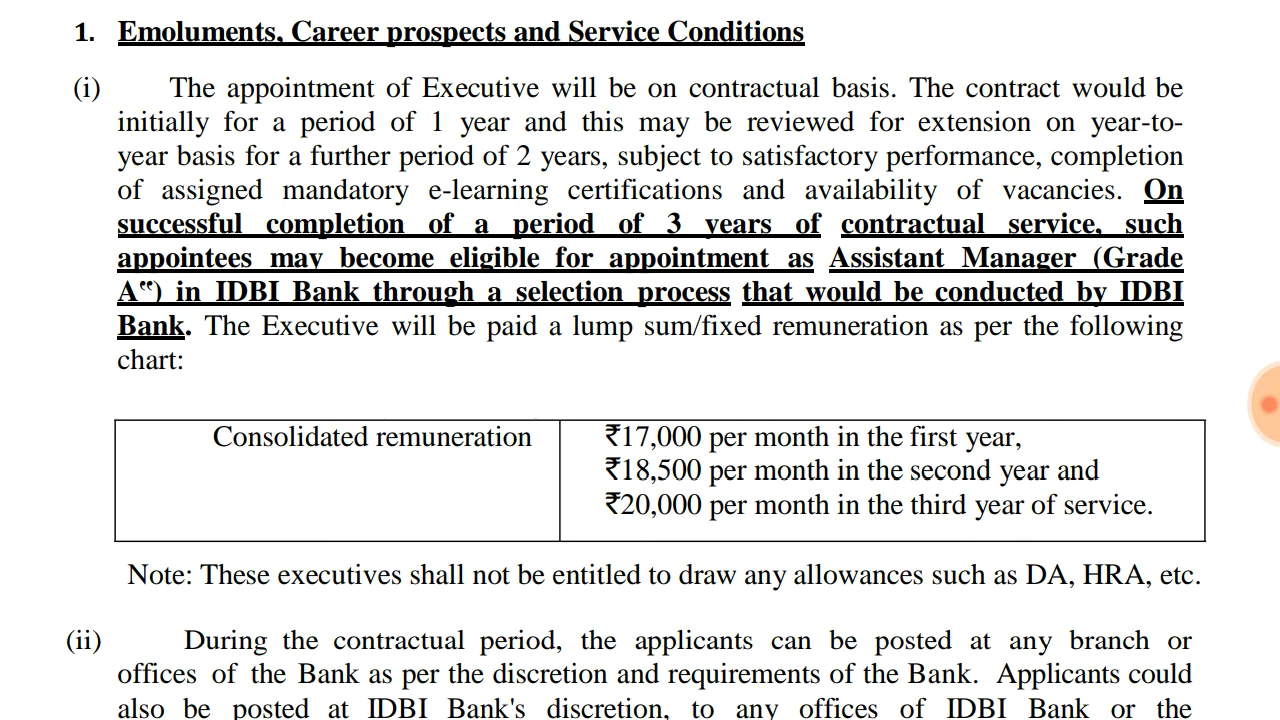 1. Emoluments, Career prospects and Service Conditions
(i) The appointment of Executive will be on contractual basis. The contract would be
initially for a period of 1 year and this may be reviewed for extension on year-to-
year basis for a further period of 2 years, subject to satisfactory performance, completion
of assigned mandatory e-learning certifications and availability of vacancies. On
successful completion of a period of 3 years of contractual service, such
appointees may become eligible for appointment as Assistant Manager (Grade
A“) in IDBI Bank through a selection process that would be conducted by IDBI
Bank. The Executive will be paid a lump sum/fixed remuneration as per the following
chart:
Consolidated remuneration
₹17,000 per month in the first year,
₹18,500 per month in the second year and
₹20,000 per month in the third year of service.
Note: These executives shall not be entitled to draw any allowances such as DA, HRA, etc.
(ii) During the contractual period, the applicants can be posted at any branch or
offices of the Bank as per the discretion and requirements of the Bank. Applicants could
also be posted at IDBI Bank's discretion, to any offices of IDBI Bank or the